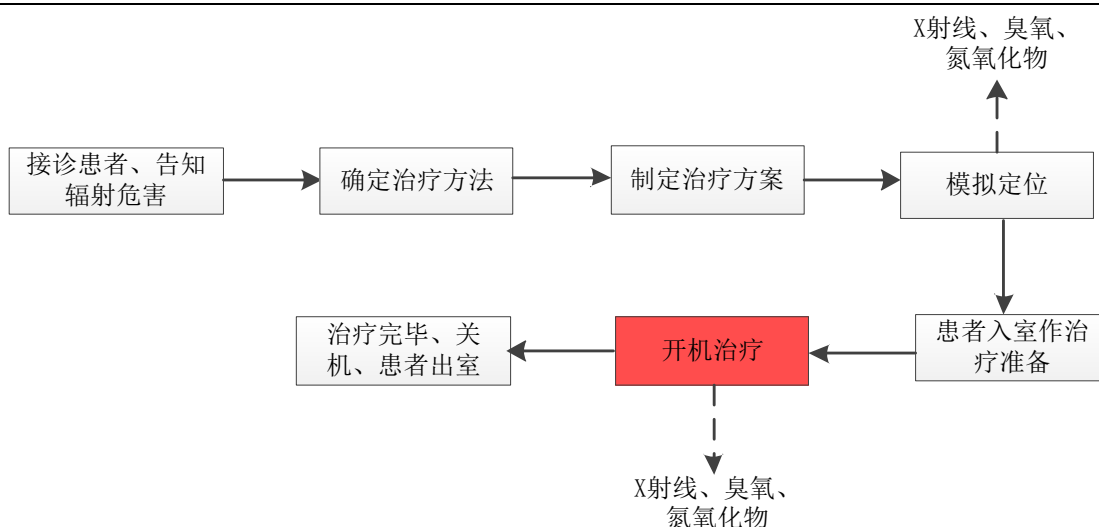 X射线、臭氧、
氮氧化物
接诊患者、告知
辐射危害
确定治疗方法
制定治疗方案
模拟定位
患者入室作治
疗准备
开机治疗
治疗完毕、关
机、患者出室
X射线、臭氧、
氮氧化物